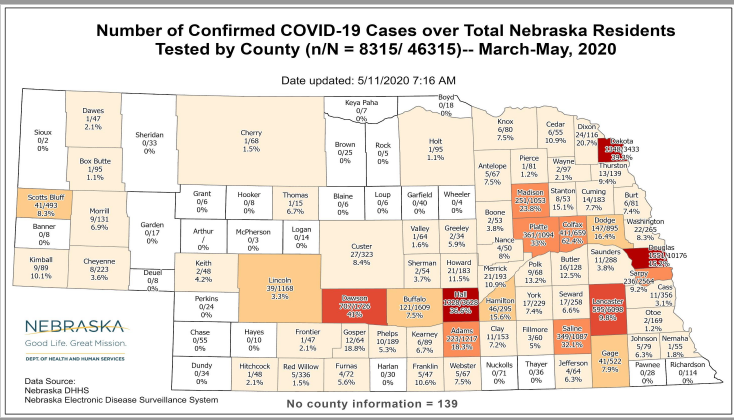 Number of Confirmed COVID-19 Cases over Total Nebraska Residents
Tested by County (n/N = 8315/ 46315)-- March-May, 2020
Date updated: 5/11/2020 7:16 AM
Sioux
0/2
0%
Dawes
1/47
2.1%
Box Butte
1/95
1.1%
Sheridan
0/33
0%
Scotts Bluff
41/493
8.3%
Banner
0/8
0%
Kimball
9/89
10.1%
Morrill
9/131
6.9%
Cheyenne
8/223
3.6%
Garden
0/17
0%
Deuel
0/8
0%
Cherry
1/68
1.5%
Grant
0/6
0%
Hooker
0/8
0%
Thomas
1/15
6.7%
Arthur
/
0%
McPherson
0/3
0%
Logan
0/14
0%
Keith
2/48
4.2%
Lincoln
39/1168
3.3%
Perkins
0/24
0%
Chase
0/55
0%
Hayes
0/10
0%
Frontier
1/47
2.1%
Dundy
0/34
0%
Hitchcock
1/48
2.1%
Red Willow
5/336
1.5%
Keya Paha
0/7
0%
Boyd
0/18
0%
Brown
0/25
0%
Rock
0/5
0%
Holt
1/95
1.1%
Blaine
0/6
0%
Loup
0/6
0%
Garfield
0/40
0%
Wheeler
0/4
0%
Custer
27/323
8.4%
Valley
1/64
1.6%
Greeley
2/34
5.9%
Sherman
2/54
3.7%
Howard
21/183
11.5%
Dawson
41%
Buffalo
121/1609
7.5%
Hall
Gosper
12/64
18.8%
Phelps
10/189
5.3%
Kearney
6/89
6.7%
Adams
223/1217
18.3%
Furnas
4/72
5.6%
Harlan
0/30
0%
Franklin
5/47
10.6%
Webster
5/67
7.5%
Knox
6/80
7.5%
Cedar
6/55
10.9%
Dixon
24/116
20.7%
Dakota
Antelope
5/67
7.5%
Pierce
1/81
1.2%
Wayne
2/97
2.1%
Thurston
13/139
9.4%
Madison
251/1053
23.8%
Stanton
8/53
15.1%
Cuming
14/183
7.7%
Burt
6/81
7.4%
Boone
2/53
3.8%
Platte
361/1094
33%
Colfax
411/659
62.4%
Dodge
147/895
16.4%
Washington
22/265
8.3%
Nance
4/50
8%
Douglas
Merrick
21/193
10.9%
Polk
9/68
13.2%
Butler
16/128
12.5%
Saunders
11/288
3.8%
Sarpy
236/2564
9.2%
Hamilton
46/295
15.6%
York
17/229
7.4%
Seward
17/258
6.6%
Lancaster
Cass
11/356
3.1%
Otoe
2/169
1.2%
Clay
11/153
7.2%
Fillmore
3/60
5%
Saline
349/1087
32.1%
Gage
41/522
7.9%
Johnson
5/79
6.3%
Nemaha
1/55
1.8%
Nuckolls
0/71
0%
Thayer
0/36
0%
Jefferson
4/64
6.3%
Pawnee
0/28
0%
Richardson
0/114
0%
NEBRASKA
Good Life. Great Mission.
DEPT. OF HEALTH AND HUMAN SERVICES
Data Source:
Nebraska DHHS
Nebraska Electronic Disease Surveillance System
No county information = 139